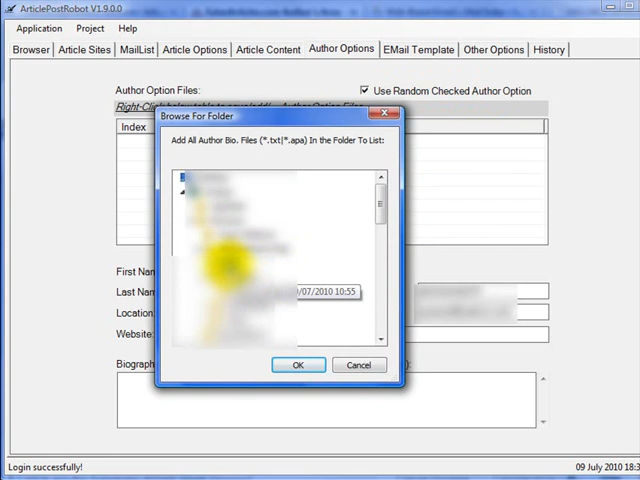 ArticlePostRobot V1.9.0.0
Application Project Help
Browser Article Sites MailList Article Options Article Content Author Options EMail Template Other Options History
Author Option Files:
Use Random Checked Author Option
Index
Browse For Folder
Add All Author Bio. Files (*.txt|*.apa) In the Folder To List:
/07/2010 10:55
First Nam
Last Nam
Location:
Website:
OK
Cancel
Biograph
):
Login successfully!
09 July 2010 18:3